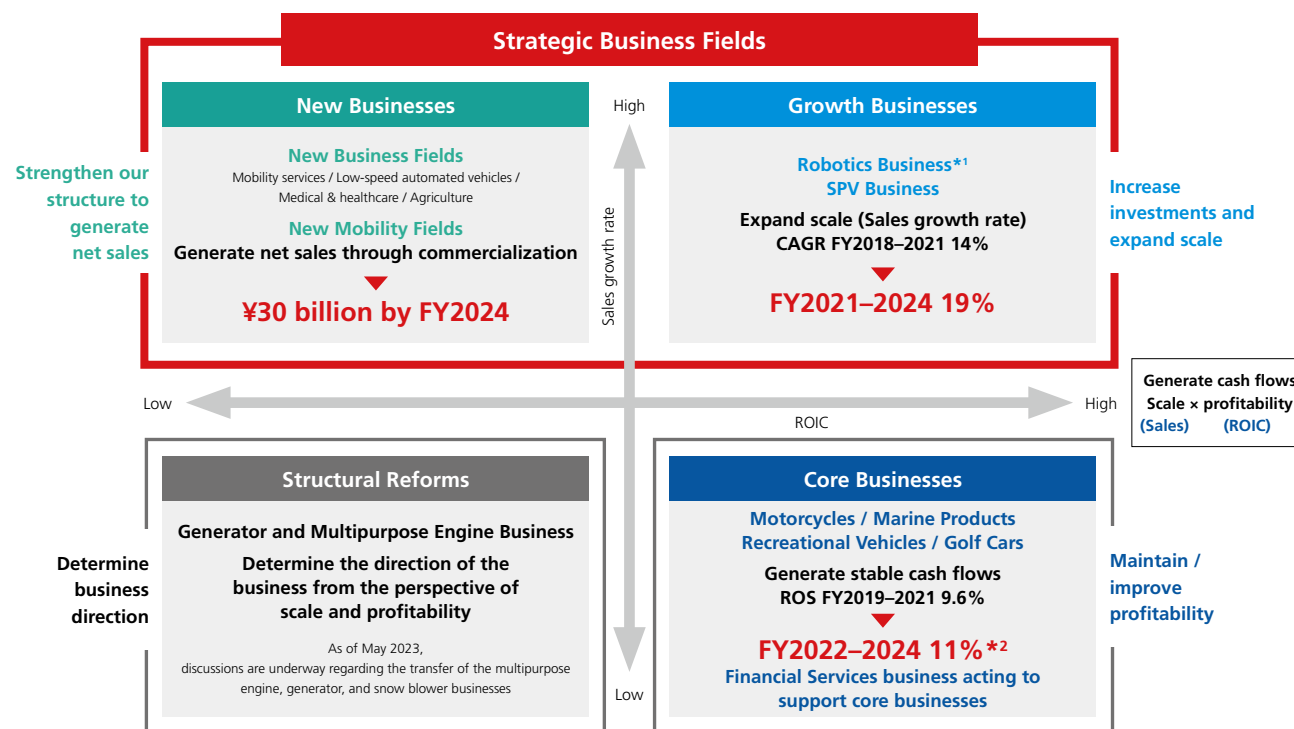 Strategic Business Fields
New Businesses
New Business Fields
Mobility services / Low-speed automated vehicles /
Medical & healthcare / Agriculture
New Mobility Fields
Generate net sales through commercialization
¥30 billion by FY2024
Strengthen our
structure to
generate
net sales
High
Sales growth rate
Growth Businesses
Robotics Business*1
SPV Business
Expand scale (Sales growth rate)
CAGR FY2018–2021 14%
FY2021–2024 19%
Increase
investments and
expand scale
Low
High
ROIC
Generate cash flows
Scale × profitability
(Sales) (ROIC)
Structural Reforms
Generator and Multipurpose Engine Business
Determine the direction of the
business from the perspective of
scale and profitability
As of May 2023,
discussions are underway regarding the transfer of the multipurpose
engine, generator, and snow blower businesses
Determine
business
direction
Low
Core Businesses
Motorcycles / Marine Products
Recreational Vehicles / Golf Cars
Generate stable cash flows
ROS FY2019–2021 9.6%
FY2022–2024 11%*2
Financial Services business acting to
support core businesses
Maintain /
improve
profitability